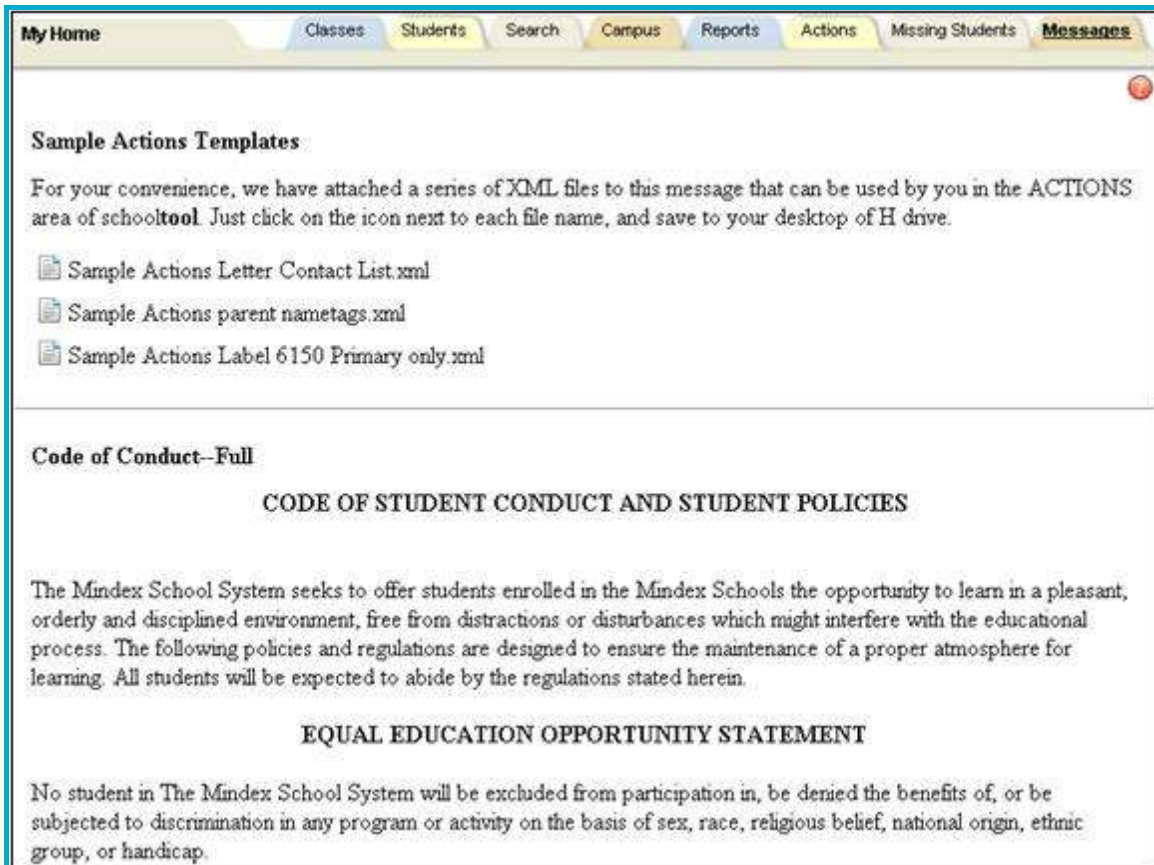 My Home Classes Students Search Campus Reports Actions Missing Students Messages
Sample Actions Templates
For your convenience, we have attached a series of XML files to this message that can be used by you in the ACTIONS
area of schooltool. Just click on the icon next to each file name, and save to your desktop of H drive.
Sample Actions Letter Contact List.xml
Sample Actions parent nametags.xml
Sample Actions Label 6150 Primary only.xml
Code of Conduct--Full
CODE OF STUDENT CONDUCT AND STUDENT POLICIES
The Mindex School System seeks to offer students enrolled in the Mindex Schools the opportunity to learn in a pleasant,
orderly and disciplined environment, free from distractions or disturbances which might interfere with the educational
process. The following policies and regulations are designed to ensure the maintenance of a proper atmosphere for
learning. All students will be expected to abide by the regulations stated herein.
EQUAL EDUCATION OPPORTUNITY STATEMENT
No student in The Mindex School System will be excluded from participation in, be denied the benefits of, or be
subjected to discrimination in any program or activity on the basis of sex, race, religious belief, national origin, ethnic
group, or handicap.